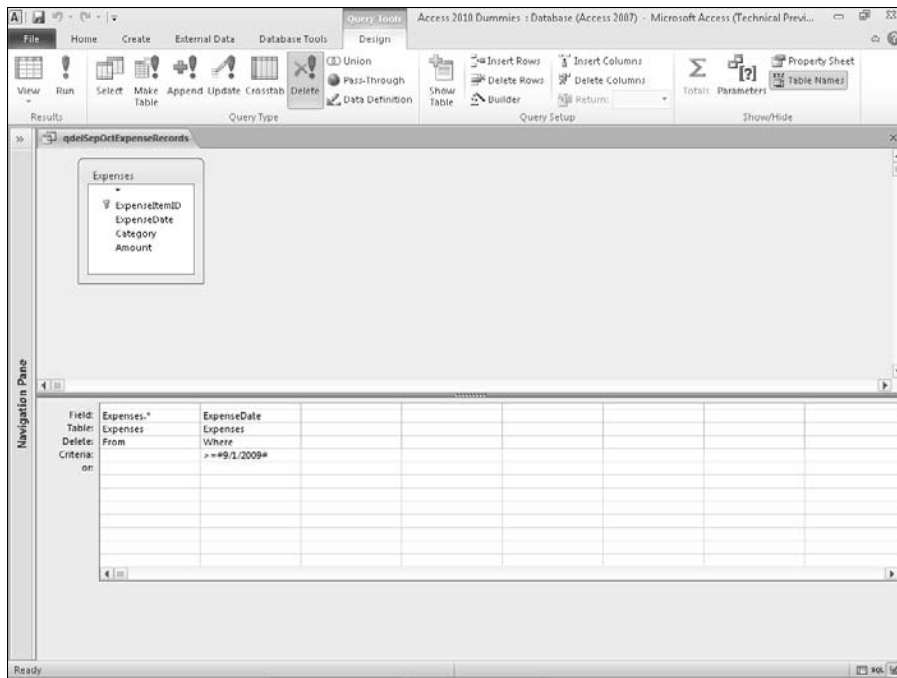 Query Tools
Access 2010 Dummies : Database (Access 2007) - Microsoft Access (Technical Previ...
File Home Create External Data Database Tools Design
View Run Select Make Table Append Update Crosstab Delete
Union
Pass-Through
Data Definition
Show Table
Insert Rows
Delete Rows
Builder
Insert Columns
Delete Columns
Return:
Totals Parameters
Property Sheet
Table Names
Results Query Type Query Setup Show/Hide
qdelSepOctExpenseRecords
Expenses
*
ExpenseItemID
ExpenseDate
Category
Amount
Navigation Pane
Field: Expenses.* ExpenseDate
Table: Expenses Expenses
Delete: From Where
Criteria: >=#9/1/2009#
or:
Ready SQL